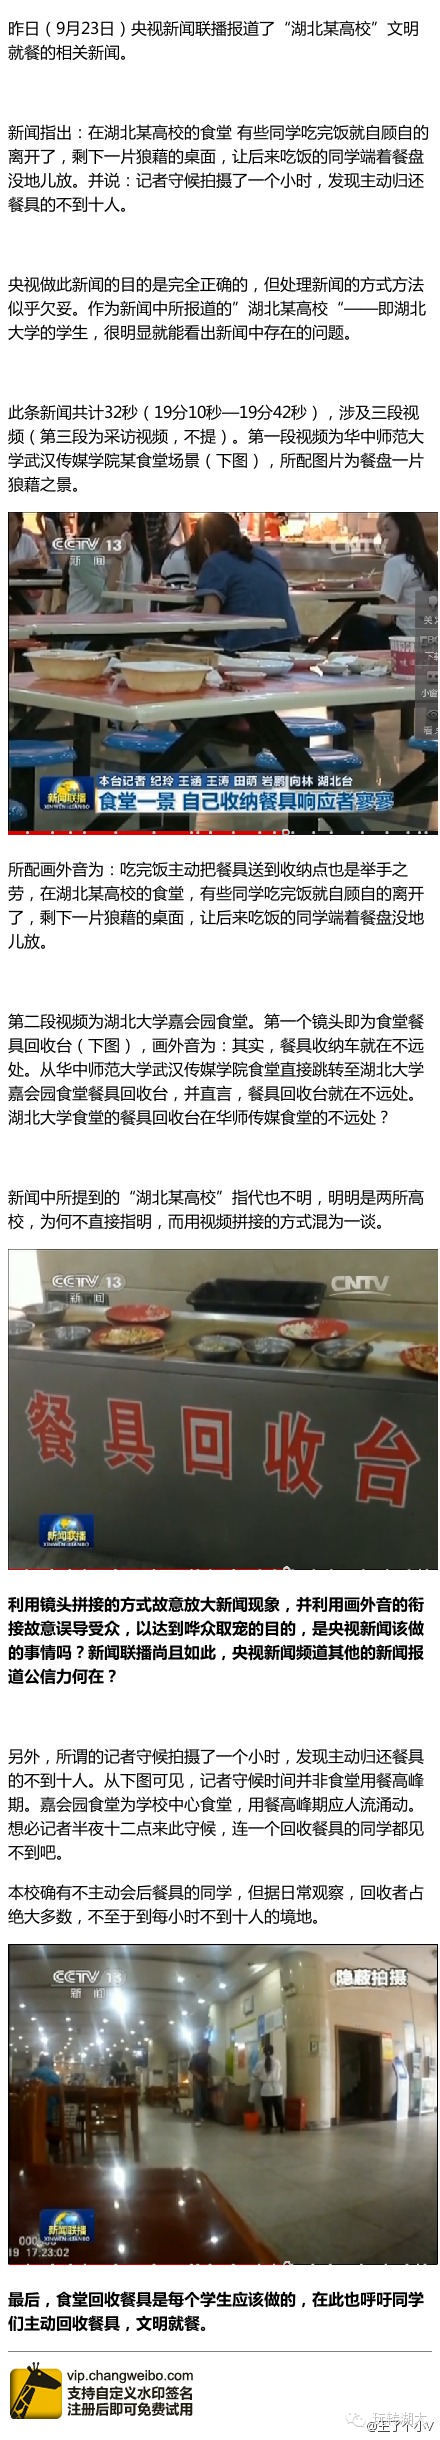 昨日（9月23日）央视新闻联播报道了“湖北某高校”文明
就餐的相关新闻。
新闻指出：在湖北某高校的食堂 有些同学吃完饭就自顾自的
离开了，剩下一片狼藉的桌面，让后来吃饭的同学端着餐盘
没地儿放。并说：记者守候拍摄了一个小时，发现主动归还
餐具的不到十人。
央视做此新闻的目的是完全正确的，但处理新闻的方式方法
似乎欠妥。作为新闻中所报道的”湖北某高校“——即湖北
大学的学生，很明显就能看出新闻中存在的问题。
此条新闻共计32秒（19分10秒—19分42秒），涉及三段视
频（第三段为采访视频，不提）。第一段视频为华中师范大
学武汉传媒学院某食堂场景（下图），所配图片为餐盘一片
狼藉之景。
CCTV 13
新 闻
CNTV
小窗
新闻联播
XINWEN LIANBO
本台记者 纪玲 王涵 王涛 田萌 岩鹏 向林 湖北台
食堂一景 自己收纳餐具响应者寥寥
所配画外音为：吃完饭主动把餐具送到收纳点也是举手之
劳，在湖北某高校的食堂，有些同学吃完饭就自顾自的离开
了，剩下一片狼藉的桌面，让后来吃饭的同学端着餐盘没地
儿放。
第二段视频为湖北大学嘉会园食堂。第一个镜头即为食堂餐
具回收台（下图），画外音为：其实，餐具收纳车就在不远
处。从华中师范大学武汉传媒学院食堂直接跳转至湖北大学
嘉会园食堂餐具回收台，并直言，餐具回收台就在不远处。
湖北大学食堂的餐具回收台在华师传媒食堂的不远处？
新闻中所提到的“湖北某高校”指代也不明，明明是两所高
校，为何不直接指明，而用视频拼接的方式混为一谈。
CCTV 13
新 闻
CNTV
餐具回收台
新闻联播
XINWEN LIANBO
利用镜头拼接的方式故意放大新闻现象，并利用画外音的衔
接故意误导受众，以达到哗众取宠的目的，是央视新闻该做
的事情吗？新闻联播尚且如此，央视新闻频道其他的新闻报
道公信力何在？
另外，所谓的记者守候拍摄了一个小时，发现主动归还餐具
的不到十人。从下图可见，记者守候时间并非食堂用餐高峰
期。嘉会园食堂为学校中心食堂，用餐高峰期应人流涌动。
想必记者半夜十二点来此守候，连一个回收餐具的同学都见
不到吧。
本校确有不主动会后餐具的同学，但据日常观察，回收者占
绝大多数，不至于到每小时不到十人的境地。
CCTV 13
新 闻
隐蔽拍摄
新闻联播
XINWEN LIANBO
19 17:23:02
最后，食堂回收餐具是每个学生应该做的，在此也呼吁同学
们主动回收餐具，文明就餐。
vip.changweibo.com
支持自定义水印签名
注册后即可免费试用
玩转湖大